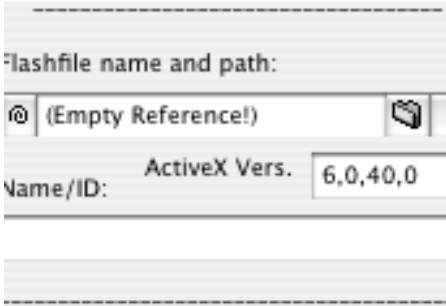 Flashfile name and path:
@ (Empty Reference!)
ActiveX Vers. 6,0,40,0
Name/ID: